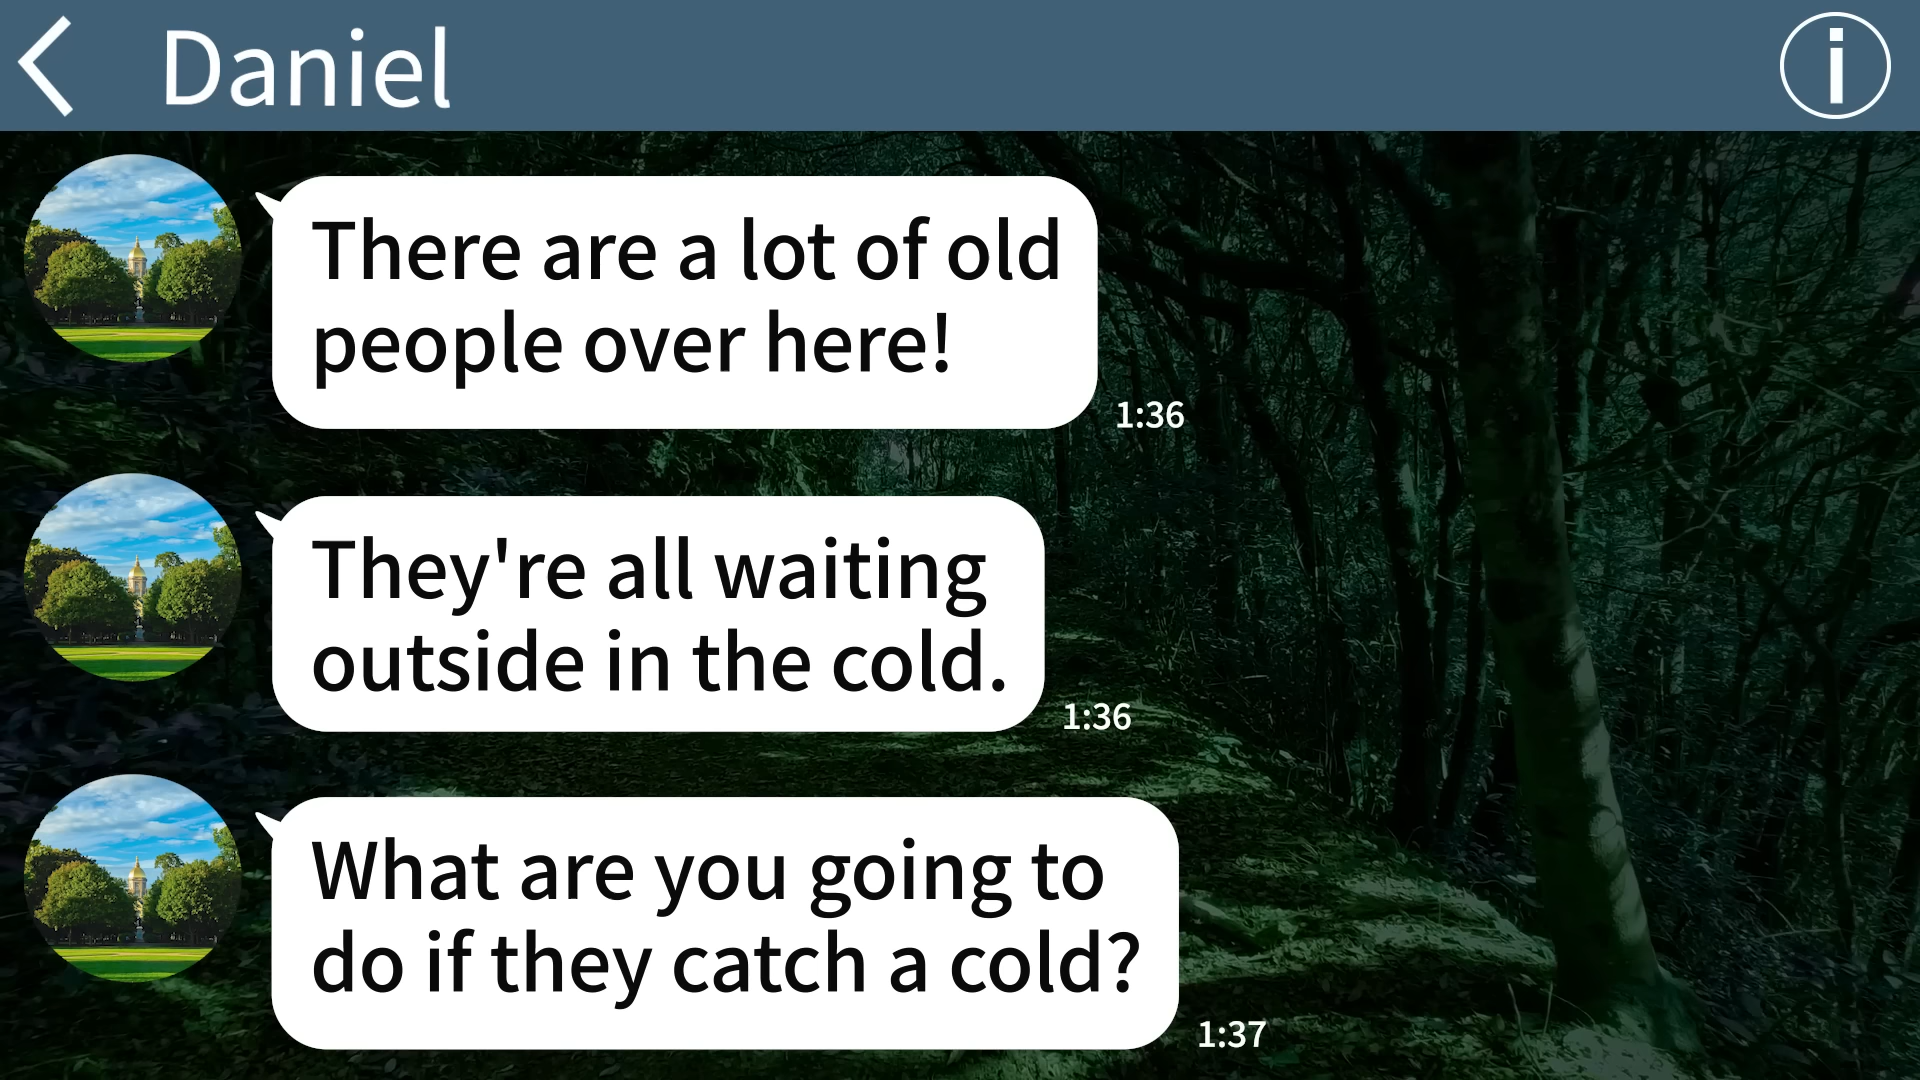 Daniel
There are a lot of old
people over here!
1:36
They're all waiting
outside in the cold.
1:36
What are you going to
do if they catch a cold?
1:37